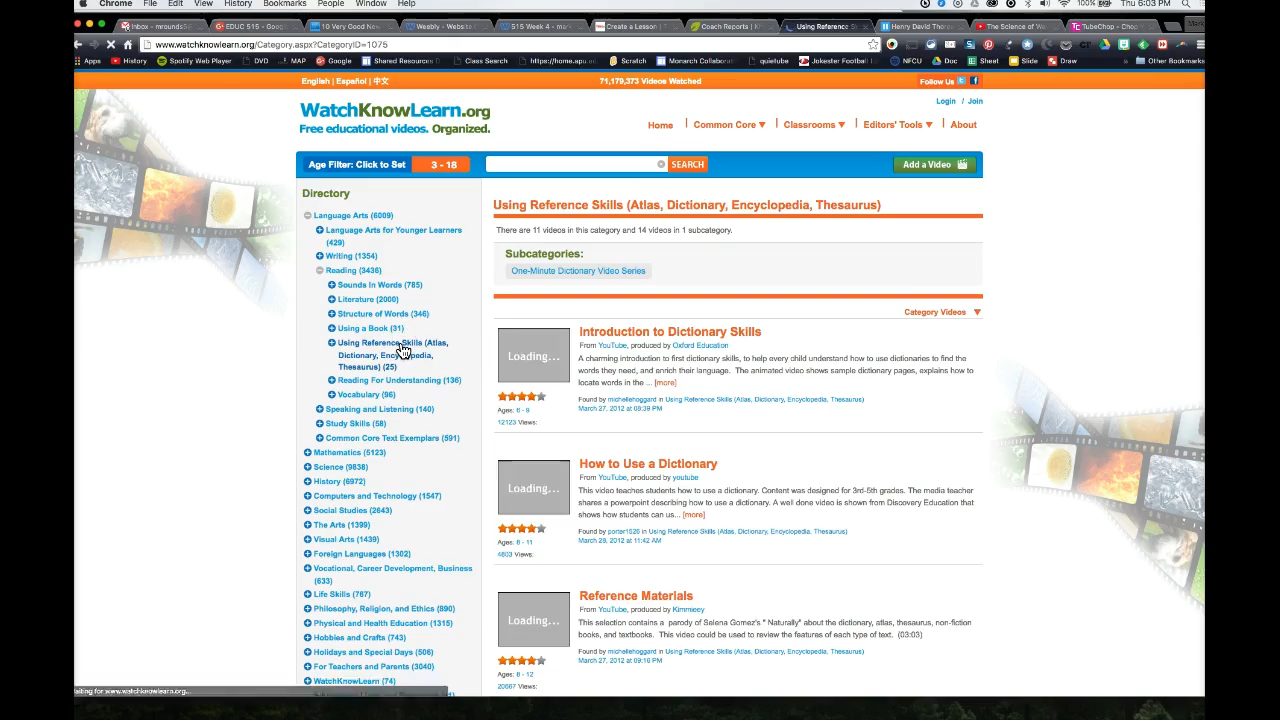 Chrome File Edit View History Bookmarks People Window Help 100% Thu 6:03 PM
Inbox - mrounds5 EDUC 515 - Google 10 Very Good New Weebly - Website 515 Week 4 - mark Create a Lesson Coach Reports | K Using Reference Sk Henry David Thorea The Science of Wa TubeChop - Chop
www.watchknowlearn.org/Category.aspx?CategoryID=1075
Apps History Spotify Web Player DVD MAP Google Shared Resources Class Search https://home.apu.e Scratch Monarch Collabora quietube Jokester Football NFCU Doc Sheet Slide Draw Other Bookmarks
English | Español | 中文 71,179,373 Videos Watched Follow Us
Login / Join
WatchKnowLearn.org
Free educational videos. Organized.
Home Common Core Classrooms Editors' Tools About
Age Filter: Click to Set 3 - 18 SEARCH Add a Video
Directory
Language Arts (6009)
Language Arts for Younger Learners
(429)
Writing (1354)
Reading (3436)
Sounds In Words (785)
Literature (2000)
Structure of Words (346)
Using a Book (31)
Using Reference Skills (Atlas,
Dictionary, Encyclopedia,
Thesaurus) (25)
Reading For Understanding (136)
Vocabulary (96)
Speaking and Listening (140)
Study Skills (58)
Common Core Text Exemplars (591)
Mathematics (5123)
Science (9838)
History (6972)
Computers and Technology (1547)
Social Studies (2643)
The Arts (1399)
Visual Arts (1439)
Foreign Languages (1302)
Vocational, Career Development, Business
(633)
Life Skills (767)
Philosophy, Religion, and Ethics (890)
Physical and Health Education (1315)
Hobbies and Crafts (743)
Holidays and Special Days (506)
For Teachers and Parents (3040)
WatchKnowLearn (74)
Using Reference Skills (Atlas, Dictionary, Encyclopedia, Thesaurus)
There are 11 videos in this category and 14 videos in 1 subcategory.
Subcategories:
One-Minute Dictionary Video Series
Category Videos
Loading...
Introduction to Dictionary Skills
From YouTube, produced by Oxford Education
A charming introduction to first dictionary skills, to help every child understand how to use dictionaries to find the
words they need, and enrich their language. The animated video shows sample dictionary pages, explains how to
locate words in the ... [more]
Ages: 6 - 9
12123 Views:
Found by michellehoggard in Using Reference Skills (Atlas, Dictionary, Encyclopedia, Thesaurus)
March 27, 2012 at 08:39 PM
Loading...
How to Use a Dictionary
From YouTube, produced by youtube
This video teaches students how to use a dictionary. Content was designed for 3rd-5th grades. The media teacher
shares a powerpoint describing how to use a dictionary. A well done video is shown from Discovery Education that
shows how students can us... [more]
Ages: 8 - 11
4803 Views:
Found by porter1526 in Using Reference Skills (Atlas, Dictionary, Encyclopedia, Thesaurus)
March 28, 2012 at 11:42 AM
Loading...
Reference Materials
From YouTube, produced by Kimmieey
This selection contains a parody of Selena Gomez's " Naturally" about the dictionary, atlas, thesaurus, non-fiction
books, and textbooks. This video could be used to review the features of each type of text. (03:03)
Ages: 8 - 12
20667 Views:
Found by michellehoggard in Using Reference Skills (Atlas, Dictionary, Encyclopedia, Thesaurus)
March 27, 2012 at 09:16 PM
Waiting for www.watchknowlearn.org...